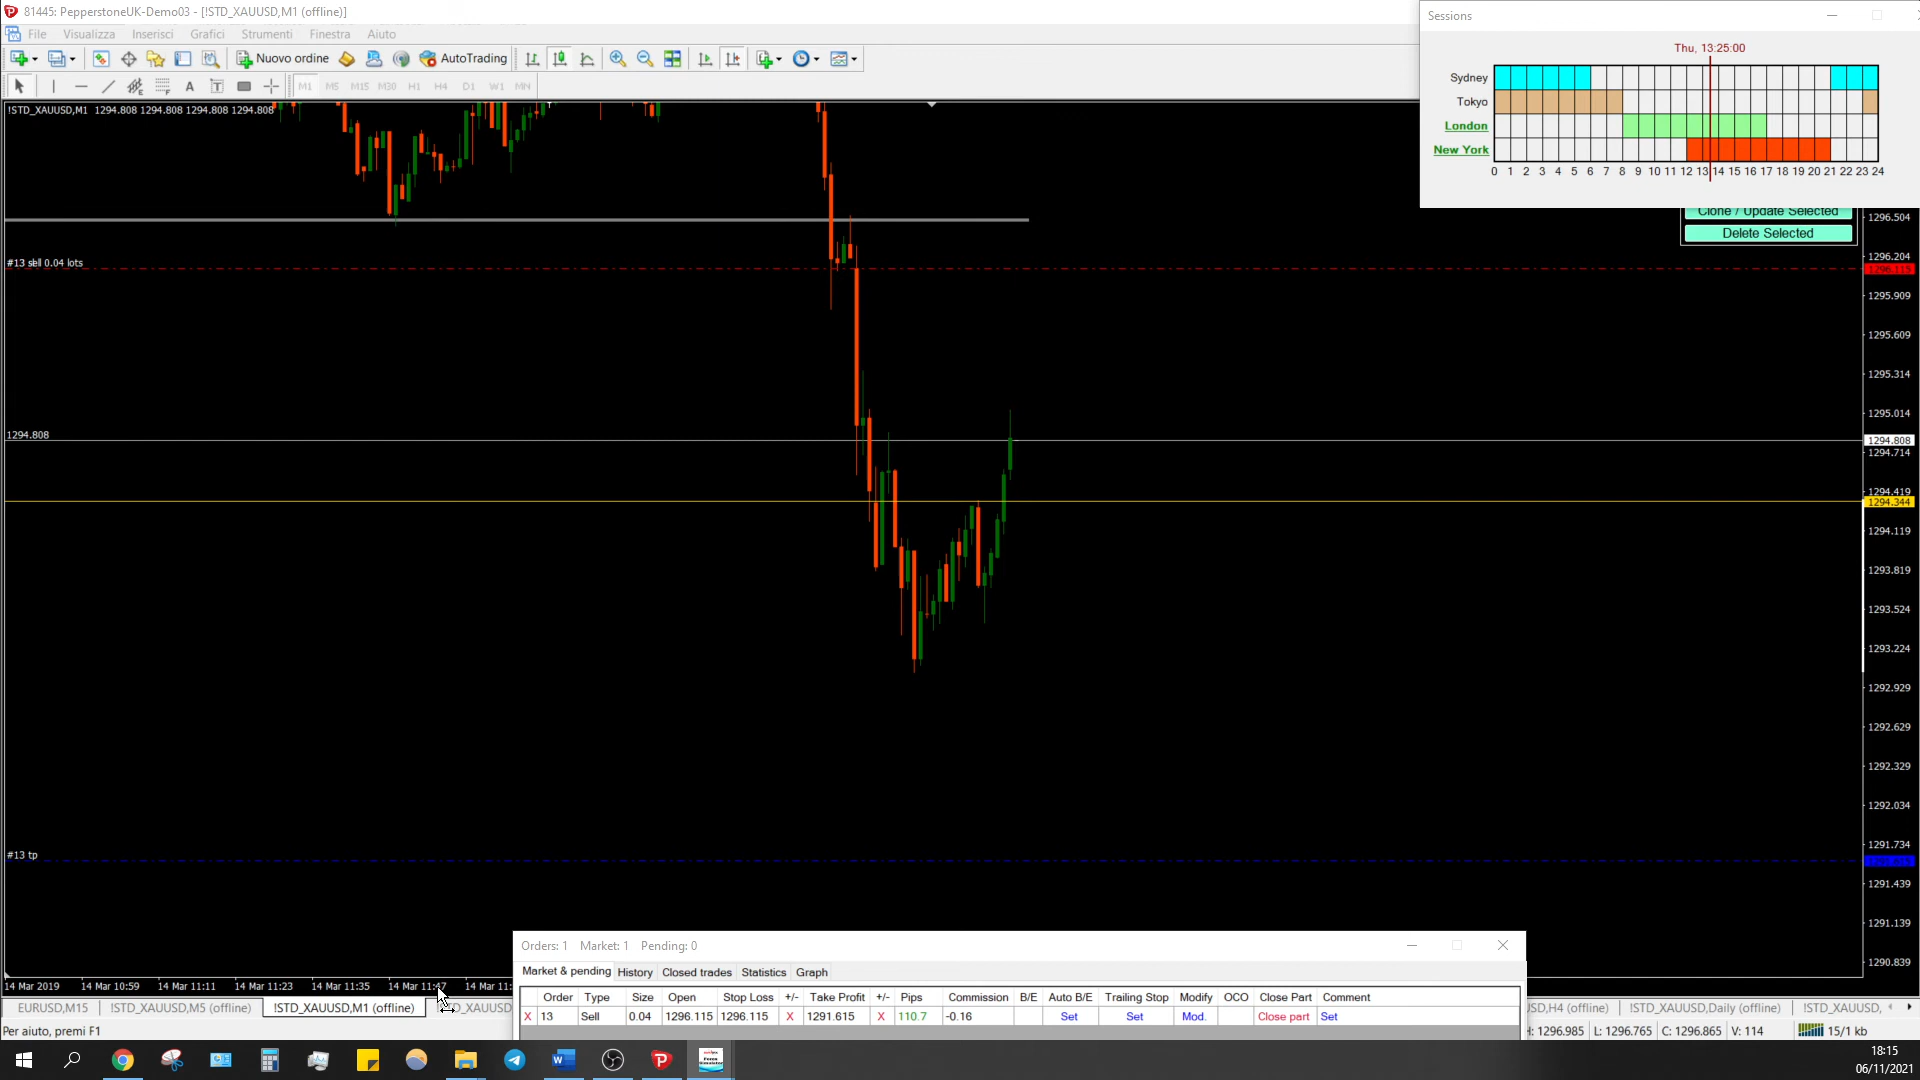 81445: PepperstoneUK-Demo03 - [!STD_XAUUSD,M1 (offline)]
File Visualizza Inserisci Grafici Strumenti Finestra Aiuto
Nuovo ordine AutoTrading
A T M1 M5 M15 M30 H1 H4 D1 W1 MN
!STD_XAUUSD,M1 1294.808 1294.808 1294.808 1294.808
Sessions
Thu, 13:25:00
Sydney
Tokyo
London
New York
0 1 2 3 4 5 6 7 8 9 10 11 12 13 14 15 16 17 18 19 20 21 22 23 24
Clone / Update Selected
Delete Selected
1296.504
1296.204
#13 sell 0.04 lots
1296.115
1295.909
1295.609
1295.314
1295.014
1294.808
1294.808
1294.714
1294.419
1294.344
1294.119
1293.819
1293.524
1293.224
1292.929
1292.629
1292.329
1292.034
1291.734
#13 tp
1291.615
1291.439
1291.139
1290.839
14 Mar 2019 14 Mar 10:59 14 Mar 11:11 14 Mar 11:23 14 Mar 11:35 14 Mar 11:47 14 Mar 11:
Orders: 1 Market: 1 Pending: 0
Market & pending History Closed trades Statistics Graph
Order Type Size Open Stop Loss +/- Take Profit +/- Pips Commission B/E Auto B/E Trailing Stop Modify OCO Close Part Comment
X 13 Sell 0.04 1296.115 1296.115 X 1291.615 X 110.7 -0.16 Set Set Mod. Close part Set
EURUSD,M15 !STD_XAUUSD,M5 (offline) !STD_XAUUSD,M1 (offline) D_XAUUSD SD,H4 (offline) !STD_XAUUSD,Daily (offline) !STD_XAUUSD,
Per aiuto, premi F1
H: 1296.985 L: 1296.765 C: 1296.865 V: 114 15/1 kb
18:15
06/11/2021